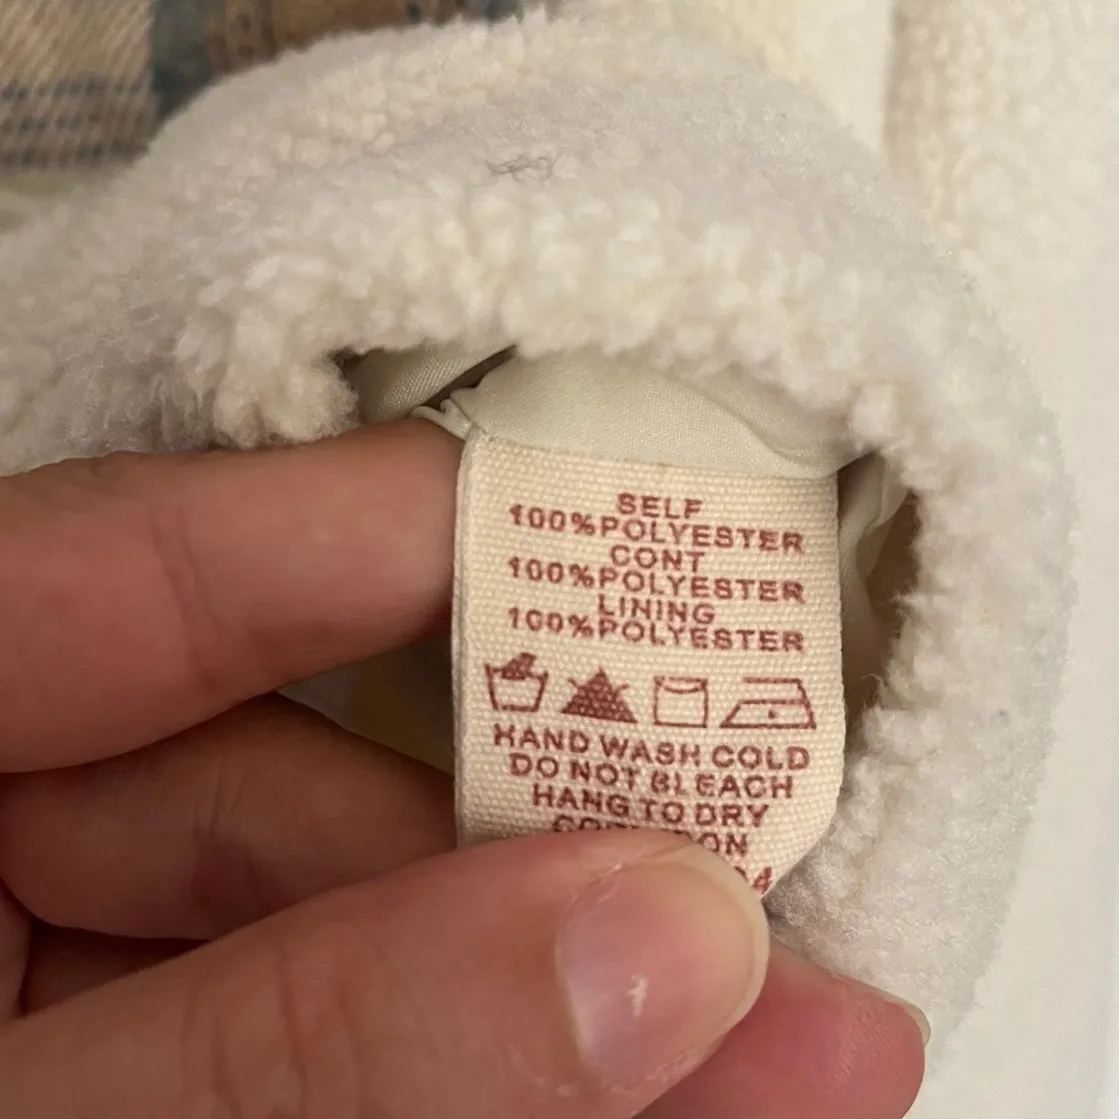 SELF
100%POLYESTER
CONT
100%POLYESTER
LINING
100%POLYESTER
HAND WASH COLD
DO NOT BLEACH
HANG TO DRY